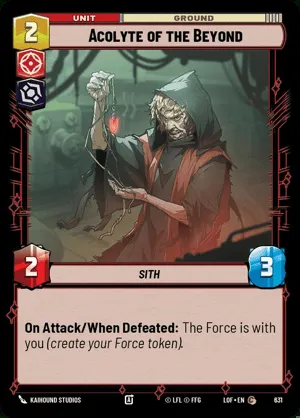 UNIT
GROUND
2
ACOLYTE OF THE BEYOND
2
SITH
3
On Attack/When Defeated: The Force is with
you (create your Force token).
KAIHOUND STUDIOS
© LFL © FFG
LOF • EN
C
631